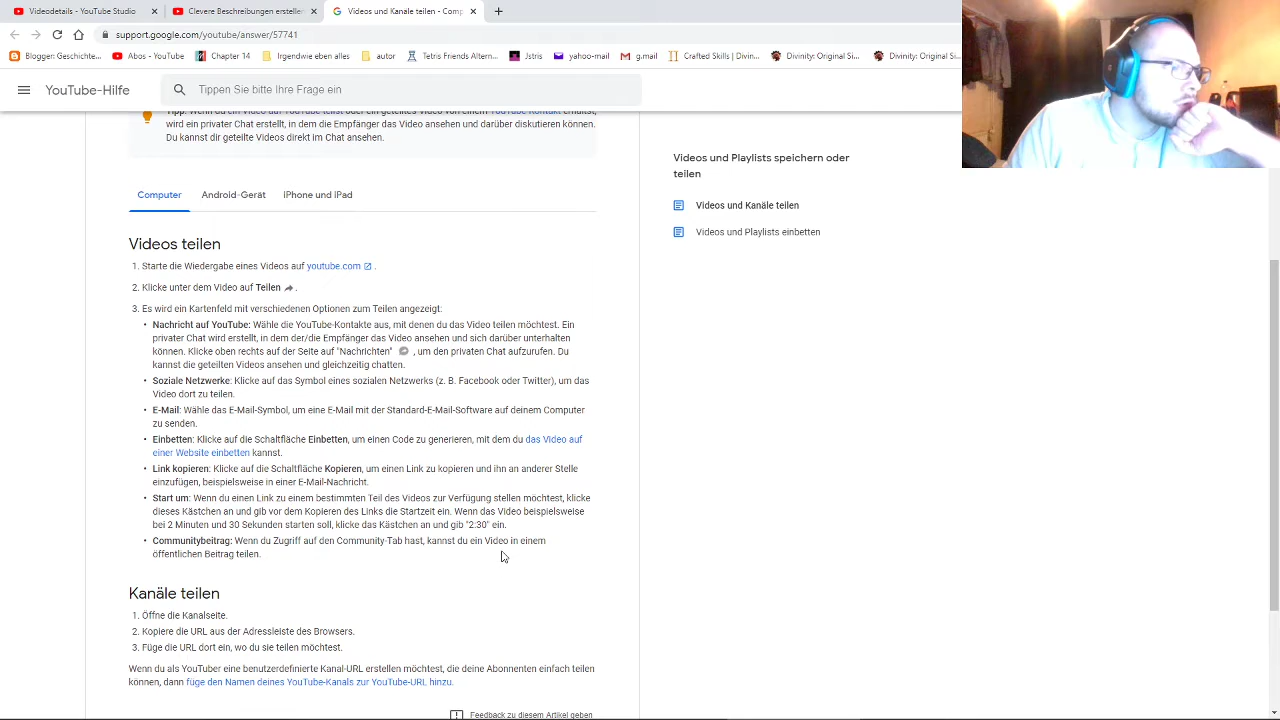 Videodetails - YouTube Studio
Clevere Beschreibungen erstelle
Videos und Kanäle teilen - Comp
support.google.com/youtube/answer/57741
Blogger: Geschichte...
Abos - YouTube
Chapter 14
Irgendwie eben alles
autor
Tetris Friends Altern...
Jstris
yahoo-mail
g.mail
Crafted Skills | Divin...
Divinity: Original Si...
Divinity: Original Si...
YouTube-Hilfe
Tippen Sie bitte Ihre Frage ein
Tipp: Wenn du ein Video auf YouTube teilst oder ein geteiltes Video von einem YouTube-Kontakt erhältst,
wird ein privater Chat erstellt, in dem die Empfänger das Video ansehen und darüber diskutieren können.
Du kannst dir geteilte Videos direkt im Chat ansehen.
Computer
Android-Gerät
iPhone und iPad
Videos teilen
1. Starte die Wiedergabe eines Videos auf youtube.com .
2. Klicke unter dem Video auf Teilen .
3. Es wird ein Kartenfeld mit verschiedenen Optionen zum Teilen angezeigt:
• Nachricht auf YouTube: Wähle die YouTube-Kontakte aus, mit denen du das Video teilen möchtest. Ein
privater Chat wird erstellt, in dem der/die Empfänger das Video ansehen und sich darüber unterhalten
können. Klicke oben rechts auf der Seite auf "Nachrichten" , um den privaten Chat aufzurufen. Du
kannst die geteilten Videos ansehen und gleichzeitig chatten.
• Soziale Netzwerke: Klicke auf das Symbol eines sozialen Netzwerks (z. B. Facebook oder Twitter), um das
Video dort zu teilen.
• E-Mail: Wähle das E-Mail-Symbol, um eine E-Mail mit der Standard-E-Mail-Software auf deinem Computer
zu senden.
• Einbetten: Klicke auf die Schaltfläche Einbetten, um einen Code zu generieren, mit dem du das Video auf
einer Website einbetten kannst.
• Link kopieren: Klicke auf die Schaltfläche Kopieren, um einen Link zu kopieren und ihn an anderer Stelle
einzufügen, beispielsweise in einer E-Mail-Nachricht.
• Start um: Wenn du einen Link zu einem bestimmten Teil des Videos zur Verfügung stellen möchtest, klicke
dieses Kästchen an und gib vor dem Kopieren des Links die Startzeit ein. Wenn das Video beispielsweise
bei 2 Minuten und 30 Sekunden starten soll, klicke das Kästchen an und gib "2:30" ein.
• Communitybeitrag: Wenn du Zugriff auf den Community-Tab hast, kannst du ein Video in einem
öffentlichen Beitrag teilen.
Kanäle teilen
1. Öffne die Kanalseite.
2. Kopiere die URL aus der Adressleiste des Browsers.
3. Füge die URL dort ein, wo du sie teilen möchtest.
Wenn du als YouTuber eine benutzerdefinierte Kanal-URL erstellen möchtest, die deine Abonnenten einfach teilen
können, dann füge den Namen deines YouTube-Kanals zur YouTube-URL hinzu.
Feedback zu diesem Artikel geben
Videos und Playlists speichern oder
teilen
Videos und Kanäle teilen
Videos und Playlists einbetten